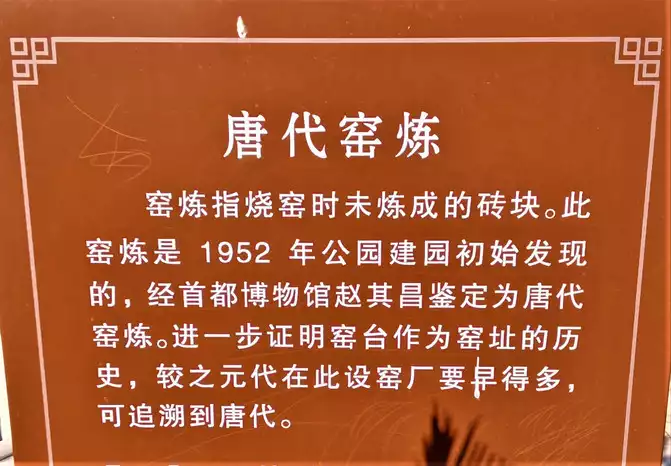 唐代窑炼
窑炼指烧窑时未炼成的砖块。此
窑炼是 1952 年公园建园初始发现
的，经首都博物馆赵其昌鉴定为唐代
窑炼。进一步证明窑台作为窑址的历
史，较之元代在此设窑厂要早得多，
可追溯到唐代。